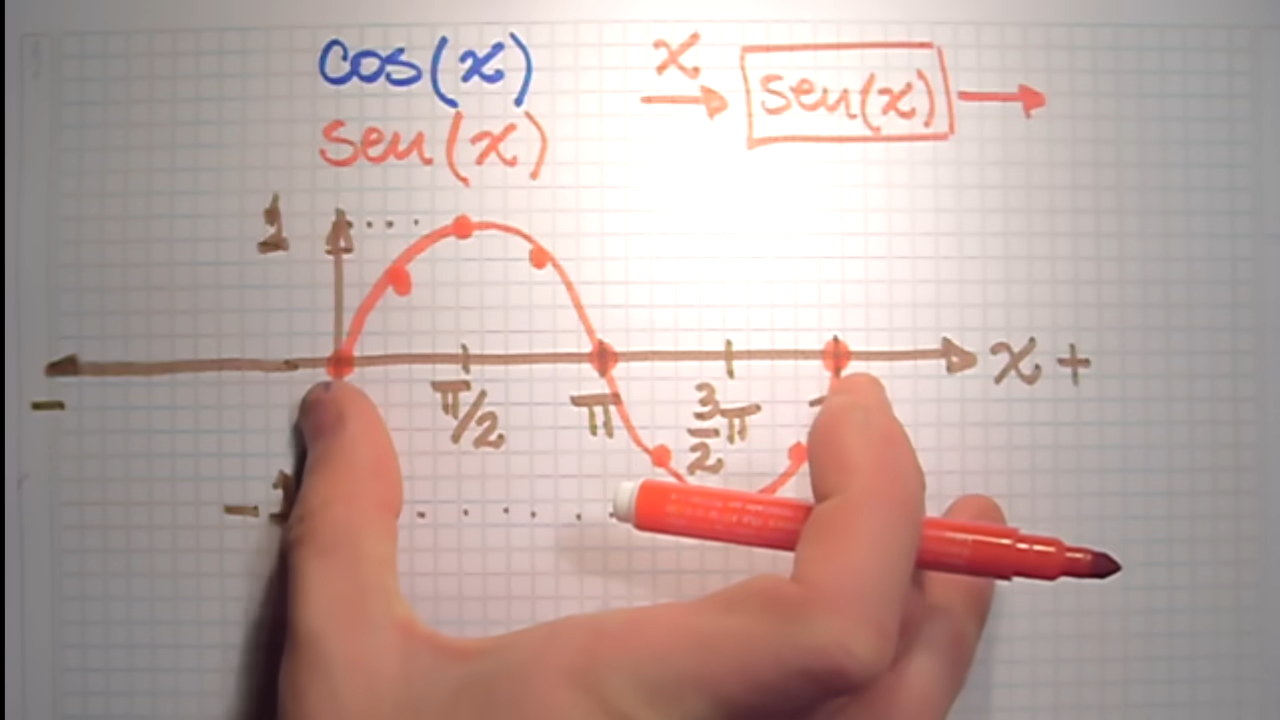 cos(x)
sen(x)
x
sen(x)
1
- x +
π/2 π 3/2 π
-1